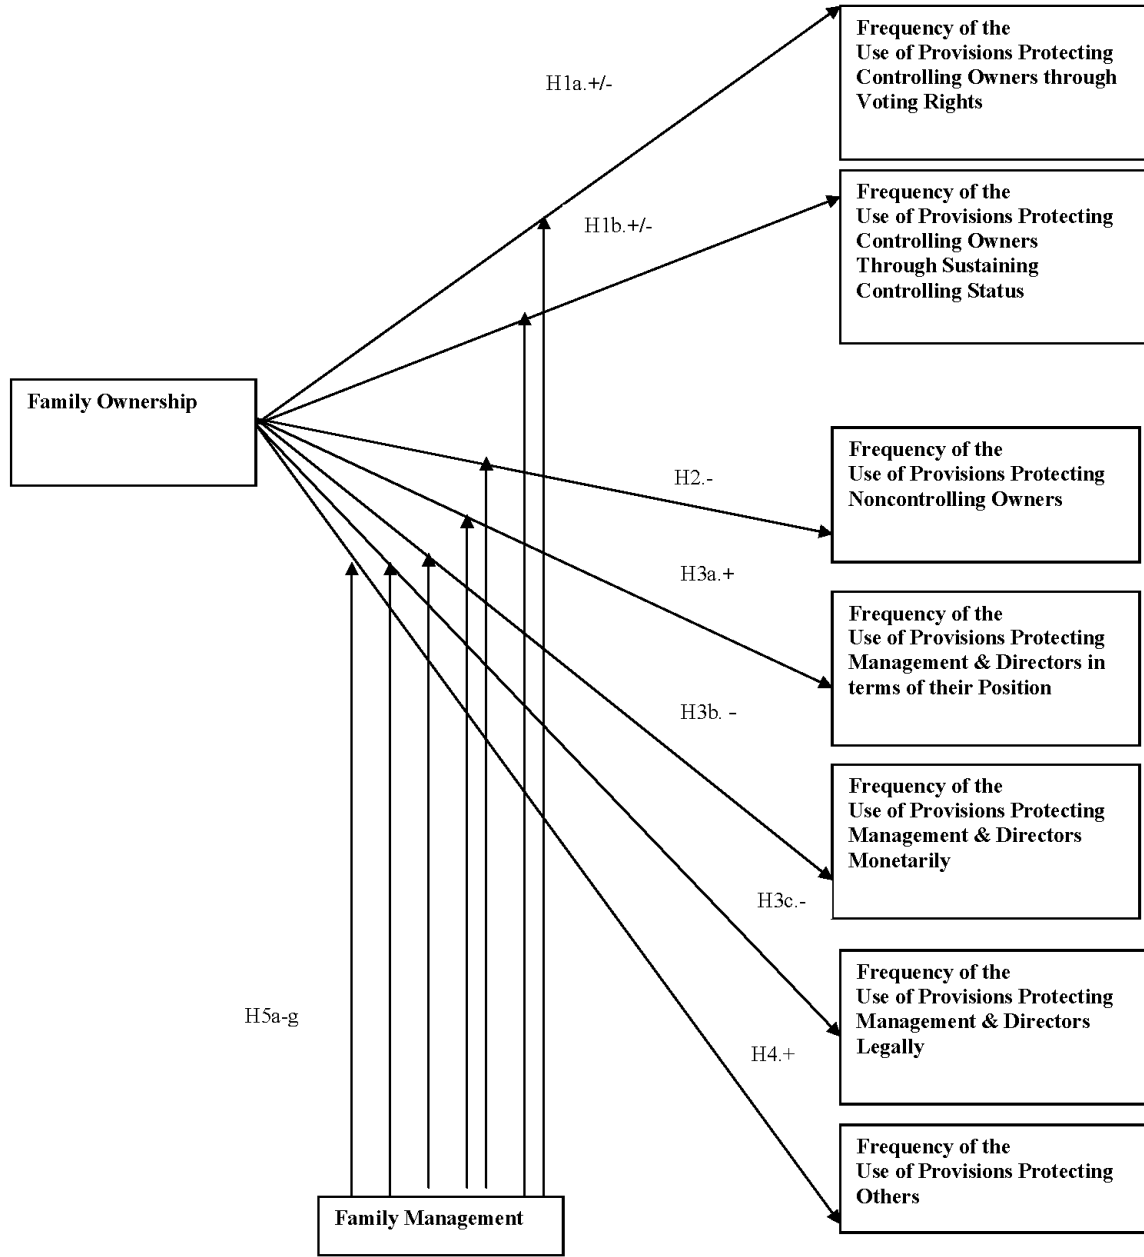 Frequency of the
Use of Provisions Protecting
Controlling Owners through
Voting Rights
H1a.+/-
Frequency of the
Use of Provisions Protecting
Controlling Owners
Through Sustaining
Controlling Status
H1b.+/-
Family Ownership
Frequency of the
Use of Provisions Protecting
Noncontrolling Owners
H2.-
H3a.+
Frequency of the
Use of Provisions Protecting
Management & Directors in
terms of their Position
H3b. -
Frequency of the
Use of Provisions Protecting
Management & Directors
Monetarily
H3c.-
Frequency of the
Use of Provisions Protecting
Management & Directors
Legally
H5a-g
H4.+
Frequency of the
Use of Provisions Protecting
Others
Family Management